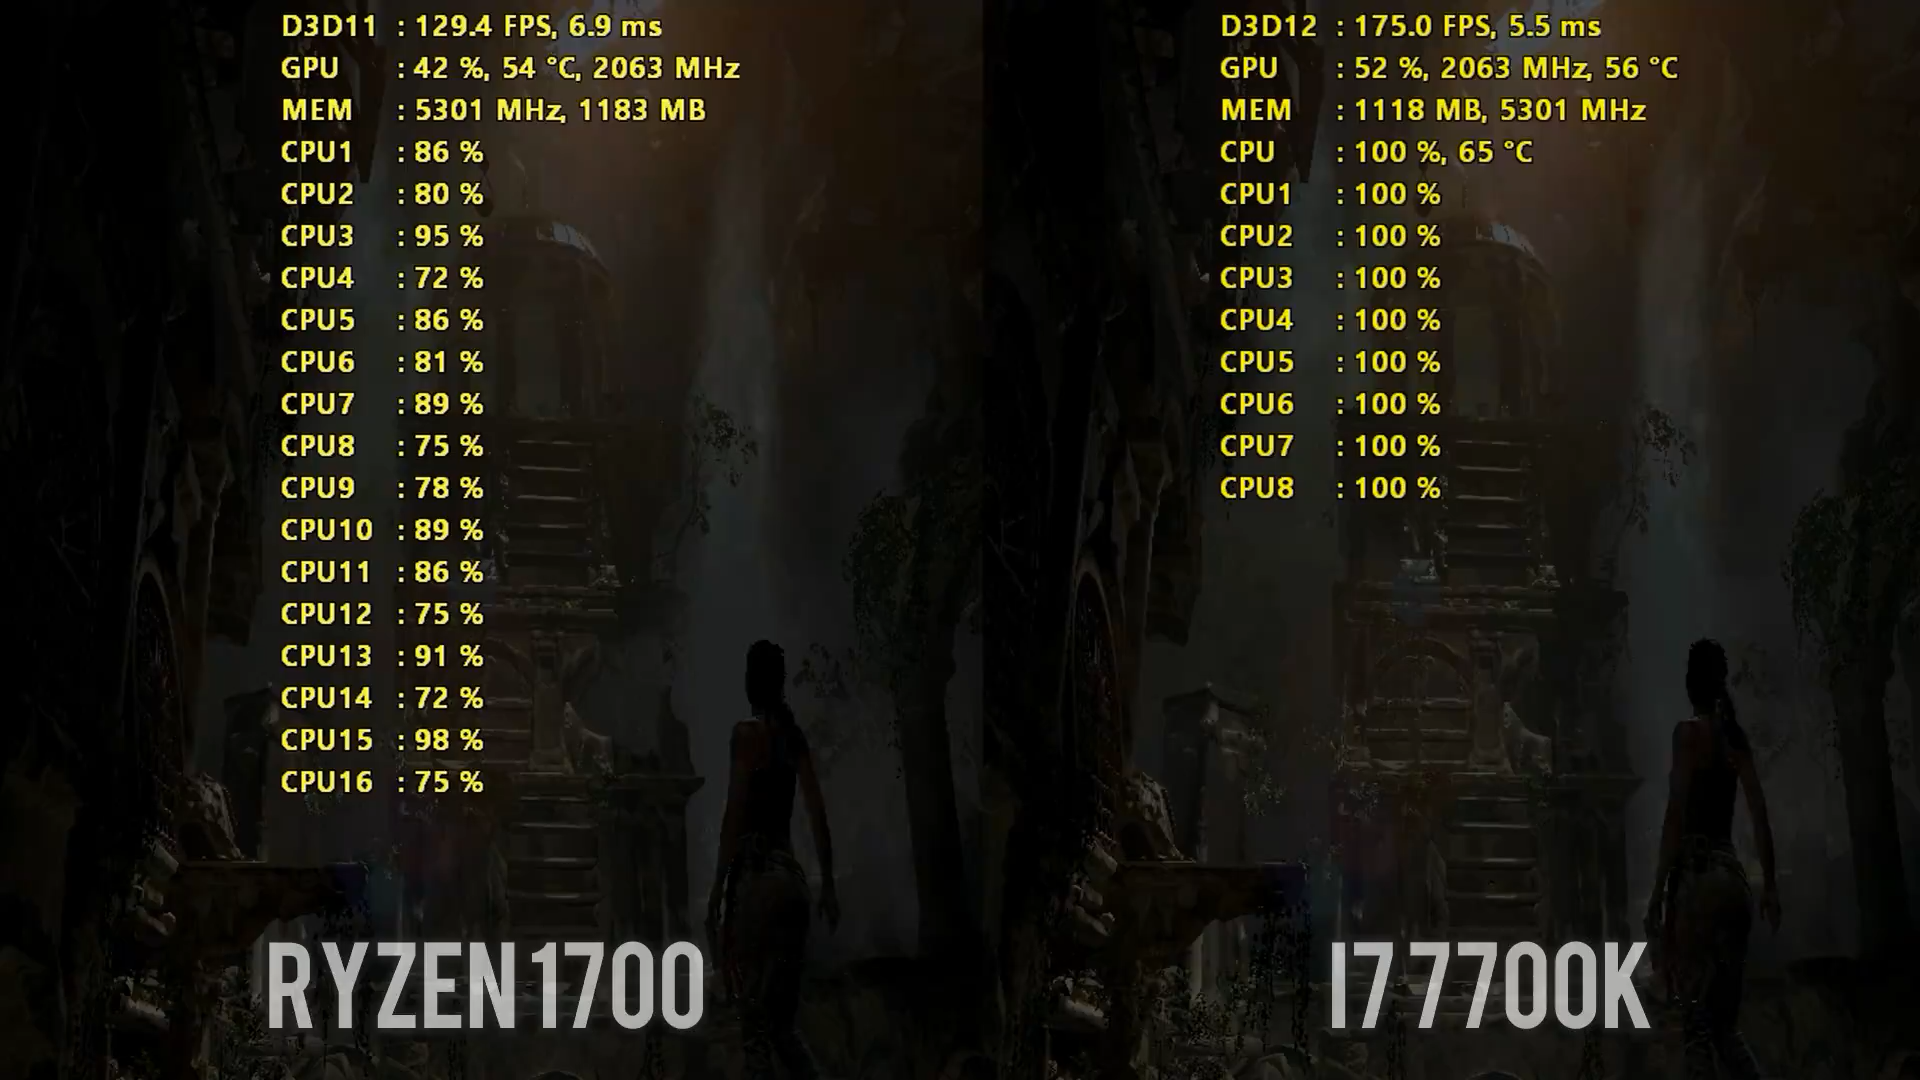 D3D11 : 129.4 FPS, 6.9 ms
GPU : 42 %, 54 °C, 2063 MHz
MEM : 5301 MHz, 1183 MB
CPU1 : 86 %
CPU2 : 80 %
CPU3 : 95 %
CPU4 : 72 %
CPU5 : 86 %
CPU6 : 81 %
CPU7 : 89 %
CPU8 : 75 %
CPU9 : 78 %
CPU10 : 89 %
CPU11 : 86 %
CPU12 : 75 %
CPU13 : 91 %
CPU14 : 72 %
CPU15 : 98 %
CPU16 : 75 %
RYZEN 1700
D3D12 : 175.0 FPS, 5.5 ms
GPU : 52 %, 2063 MHz, 56 °C
MEM : 1118 MB, 5301 MHz
CPU : 100 %, 65 °C
CPU1 : 100 %
CPU2 : 100 %
CPU3 : 100 %
CPU4 : 100 %
CPU5 : 100 %
CPU6 : 100 %
CPU7 : 100 %
CPU8 : 100 %
I7 7700K